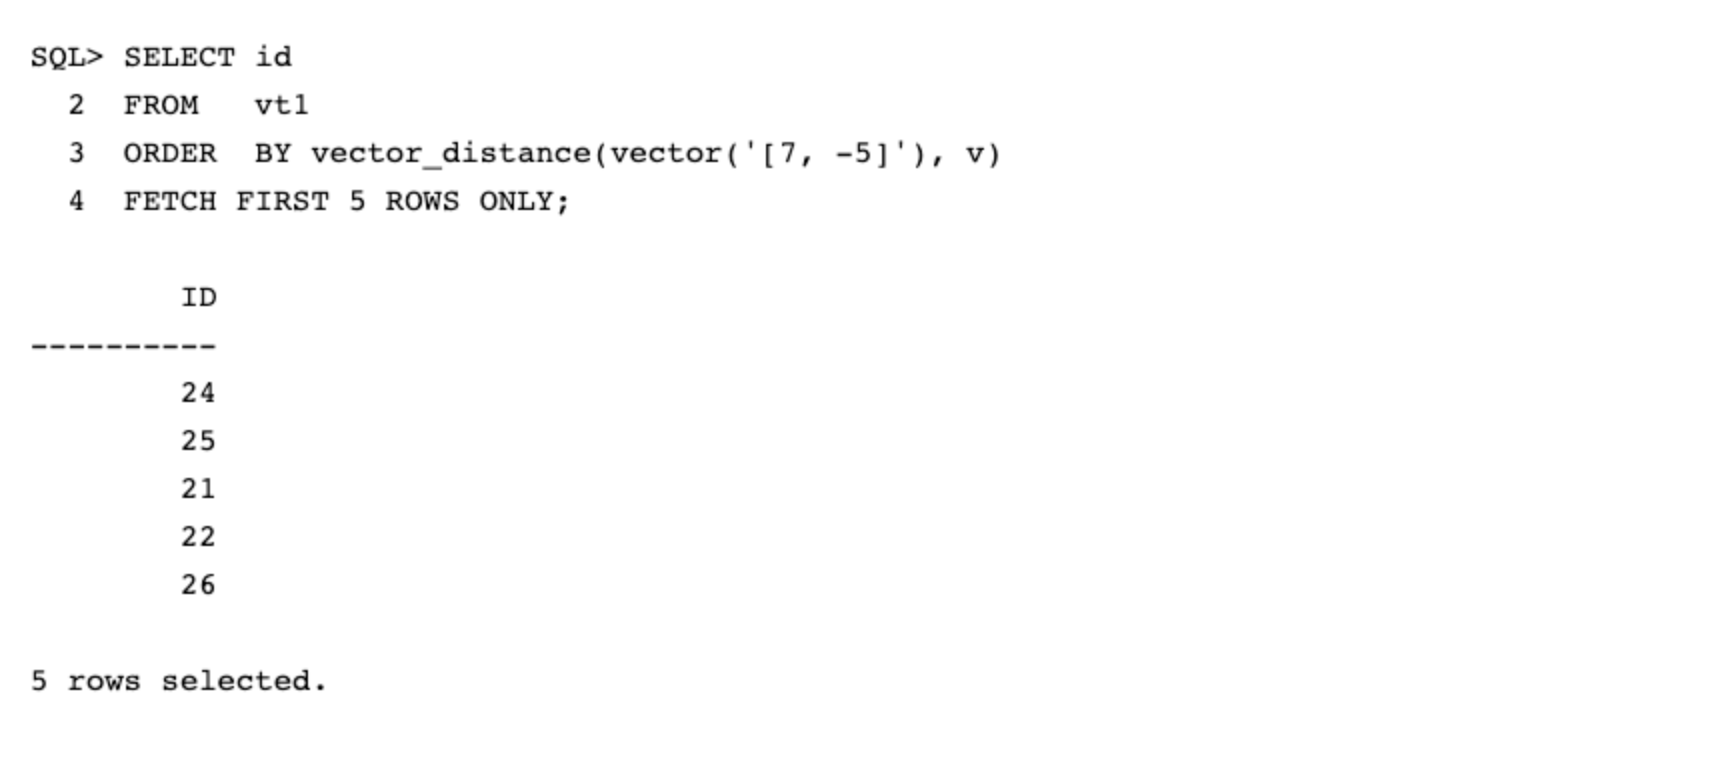 SQL> SELECT id
  2  FROM   vt1
  3  ORDER  BY vector_distance(vector('[7, -5]'), v)
  4  FETCH FIRST 5 ROWS ONLY;
        ID
----------
        24
        25
        21
        22
        26
5 rows selected.